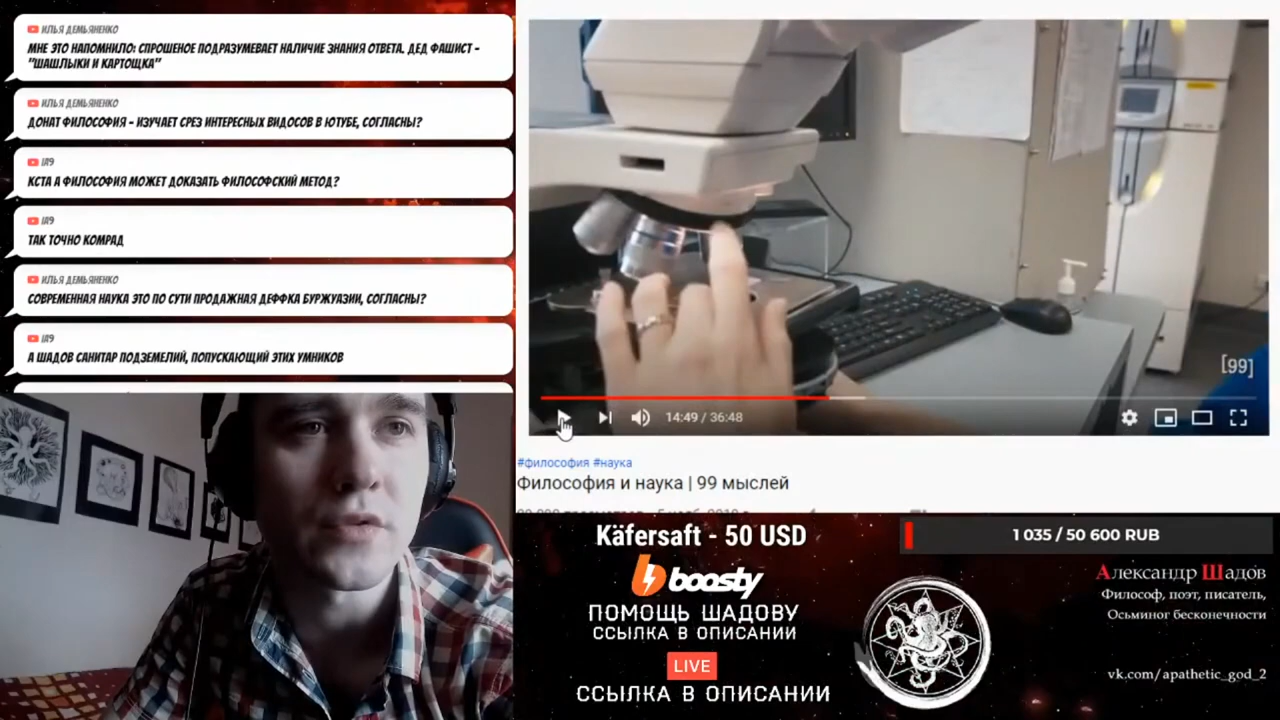 ИЛЬЯ ДЕМЬЯНЕНКО
МНЕ ЭТО НАПОМНИЛО: СПРОШЕНОЕ ПОДРАЗУМЕВАЕТ НАЛИЧИЕ ЗНАНИЯ ОТВЕТА. ДЕД ФАШИСТ -
"ШАШЛЫКИ И КАРТОЩКА"
ИЛЬЯ ДЕМЬЯНЕНКО
ДОНАТ ФИЛОСОФИЯ - ИЗУЧАЕТ СРЕЗ ИНТЕРЕСНЫХ ВИДОСОВ В ЮТУБЕ, СОГЛАСНЫ?
КСТА А ФИЛОСОФИЯ МОЖЕТ ДОКАЗАТЬ ФИЛОСОФСКИЙ МЕТОД?
ТАК ТОЧНО КОМРАД
ИЛЬЯ ДЕМЬЯНЕНКО
СОВРЕМЕННАЯ НАУКА ЭТО ПО СУТИ ПРОДАЖНАЯ ДЕФФКА БУРЖУАЗИИ, СОГЛАСНЫ?
А ШАДОВ САНИТАР ПОДЗЕМЕЛИЙ, ПОПУСКАЮЩИЙ ЭТИХ УМНИКОВ
[99]
14:49 / 36:48
#философия #наука
Философия и наука | 99 мыслей
Käfersaft - 50 USD
boosty
ПОМОЩЬ ШАДОВУ
ССЫЛКА В ОПИСАНИИ
LIVE
ССЫЛКА В ОПИСАНИИ
1 035 / 50 600 RUB
Александр Шадов
Философ, поэт, писатель,
Осьминог бесконечности
vk.com/apathetic_god_2